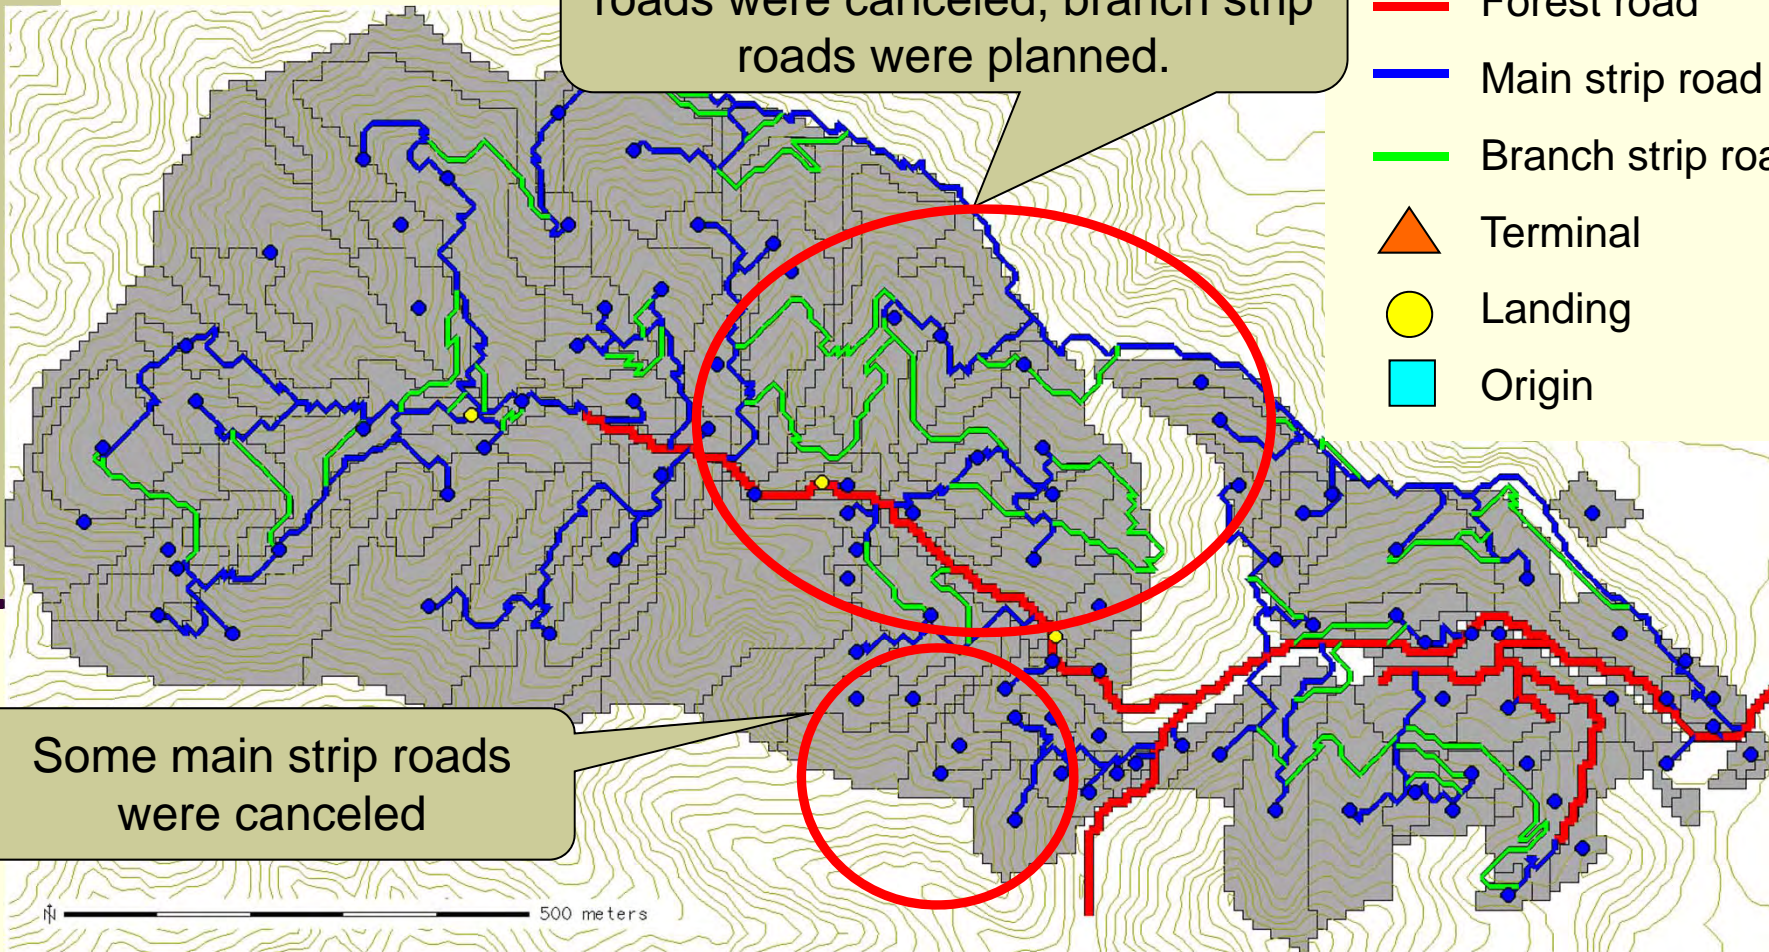 roads were canceled, branch strip
roads were planned.
Forest road
Main strip road
Branch strip roa
Terminal
Landing
Origin
Some main strip roads
were canceled
N
500 meters